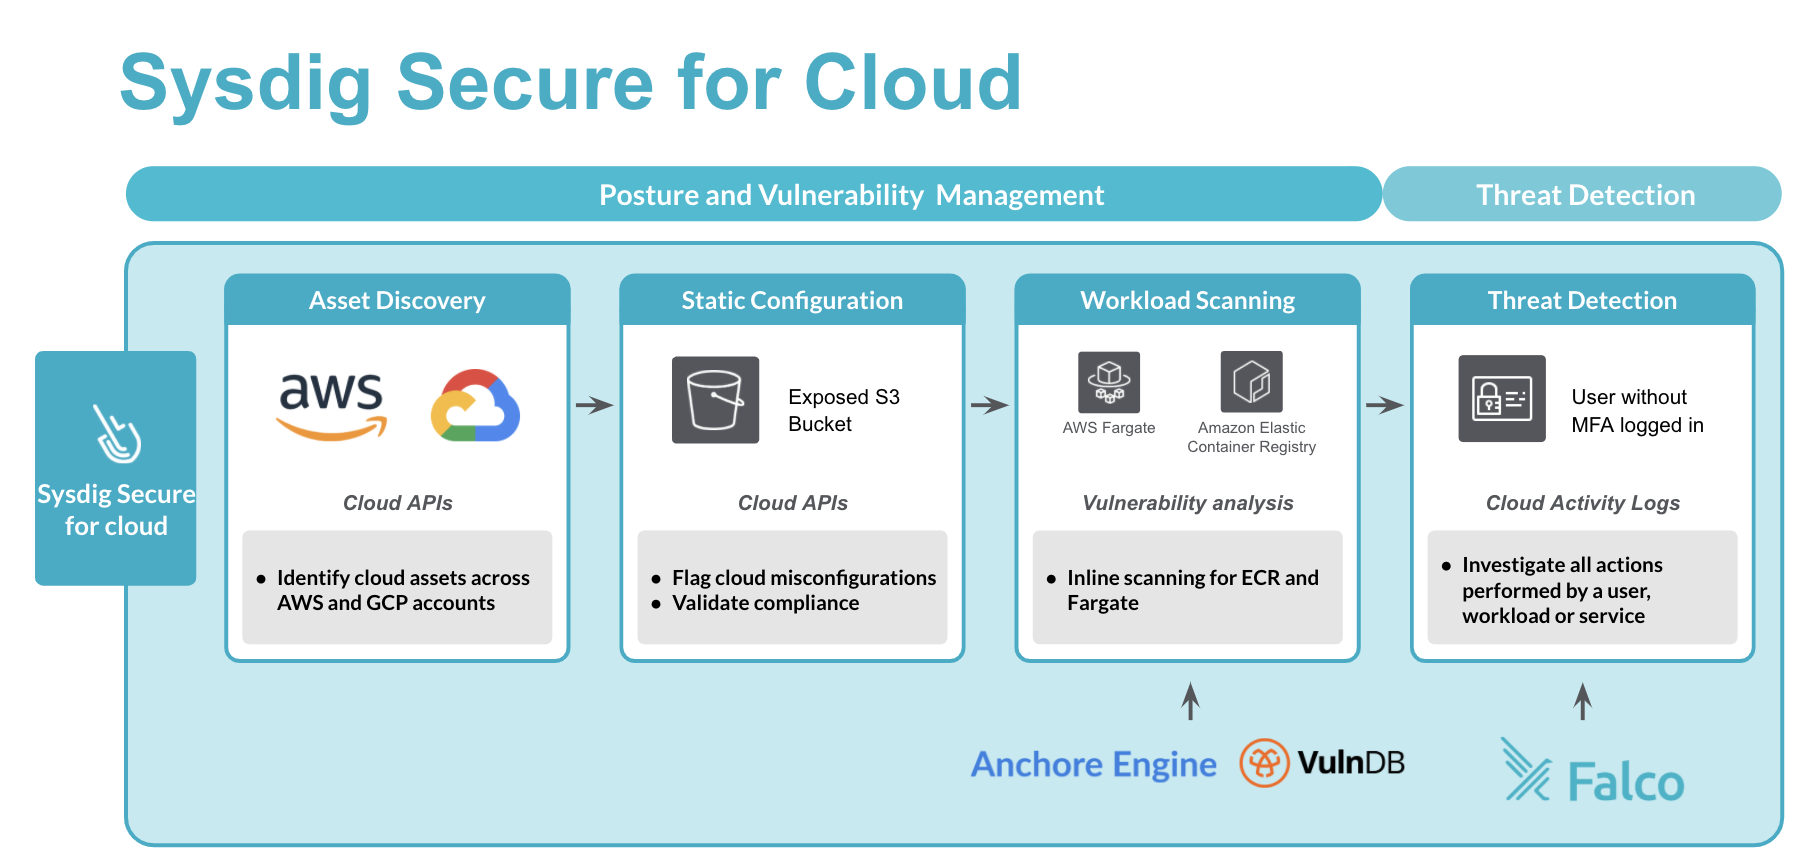 Sysdig Secure for Cloud
Posture and Vulnerability Management
Threat Detection
Sysdig Secure
for cloud
Asset Discovery
aws
Cloud APIs
● Identify cloud assets across
AWS and GCP accounts
Static Configuration
Exposed S3
Bucket
Cloud APIs
● Flag cloud misconfigurations
● Validate compliance
Workload Scanning
AWS Fargate
Amazon Elastic
Container Registry
Vulnerability analysis
● Inline scanning for ECR and
Fargate
Threat Detection
User without
MFA logged in
Cloud Activity Logs
● Investigate all actions
performed by a user,
workload or service
Anchore Engine
VulnDB
Falco